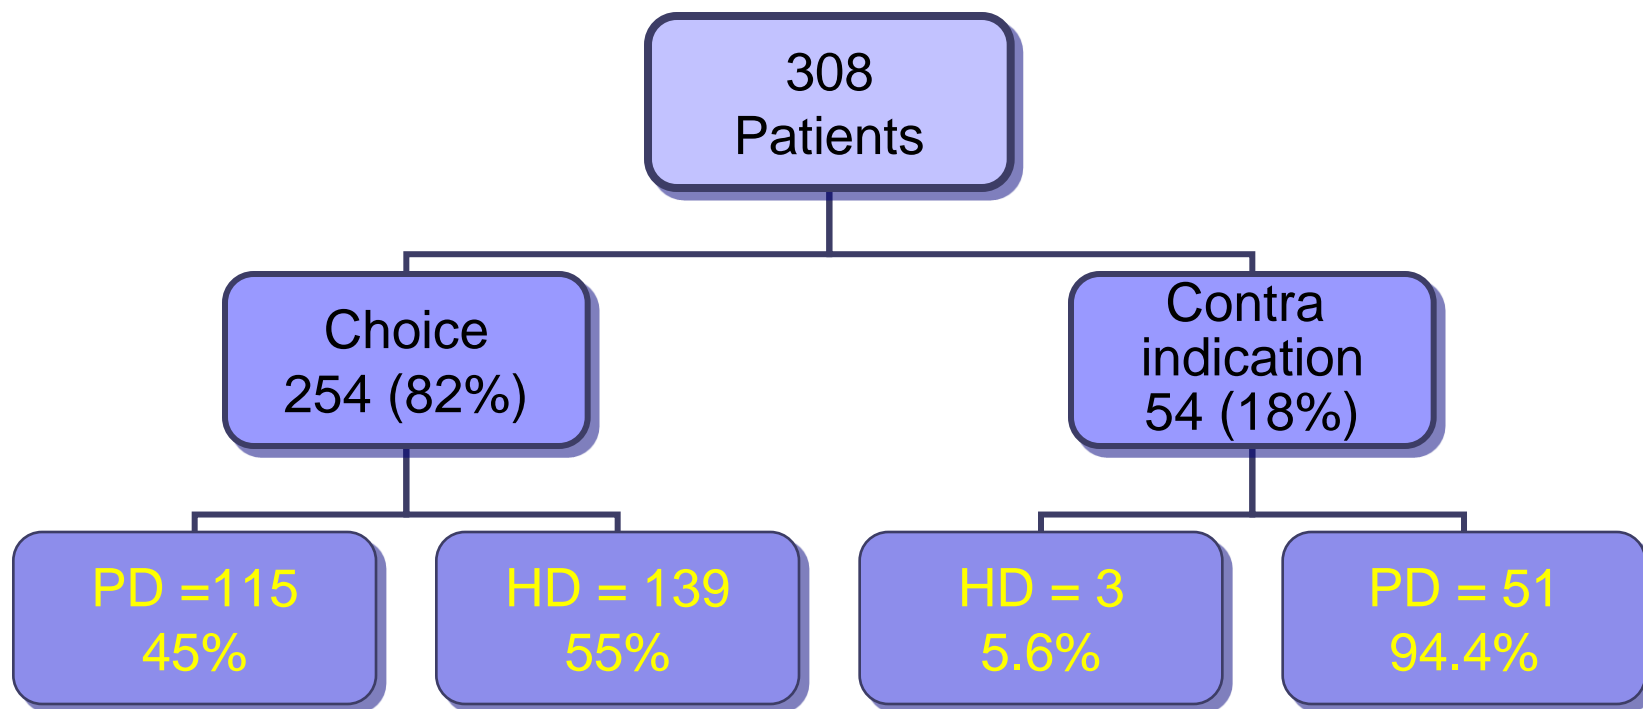 308
Patients
Choice
254 (82%)
Contra
indication
54 (18%)
PD =115
45%
HD = 139
55%
HD = 3
5.6%
PD = 51
94.4%